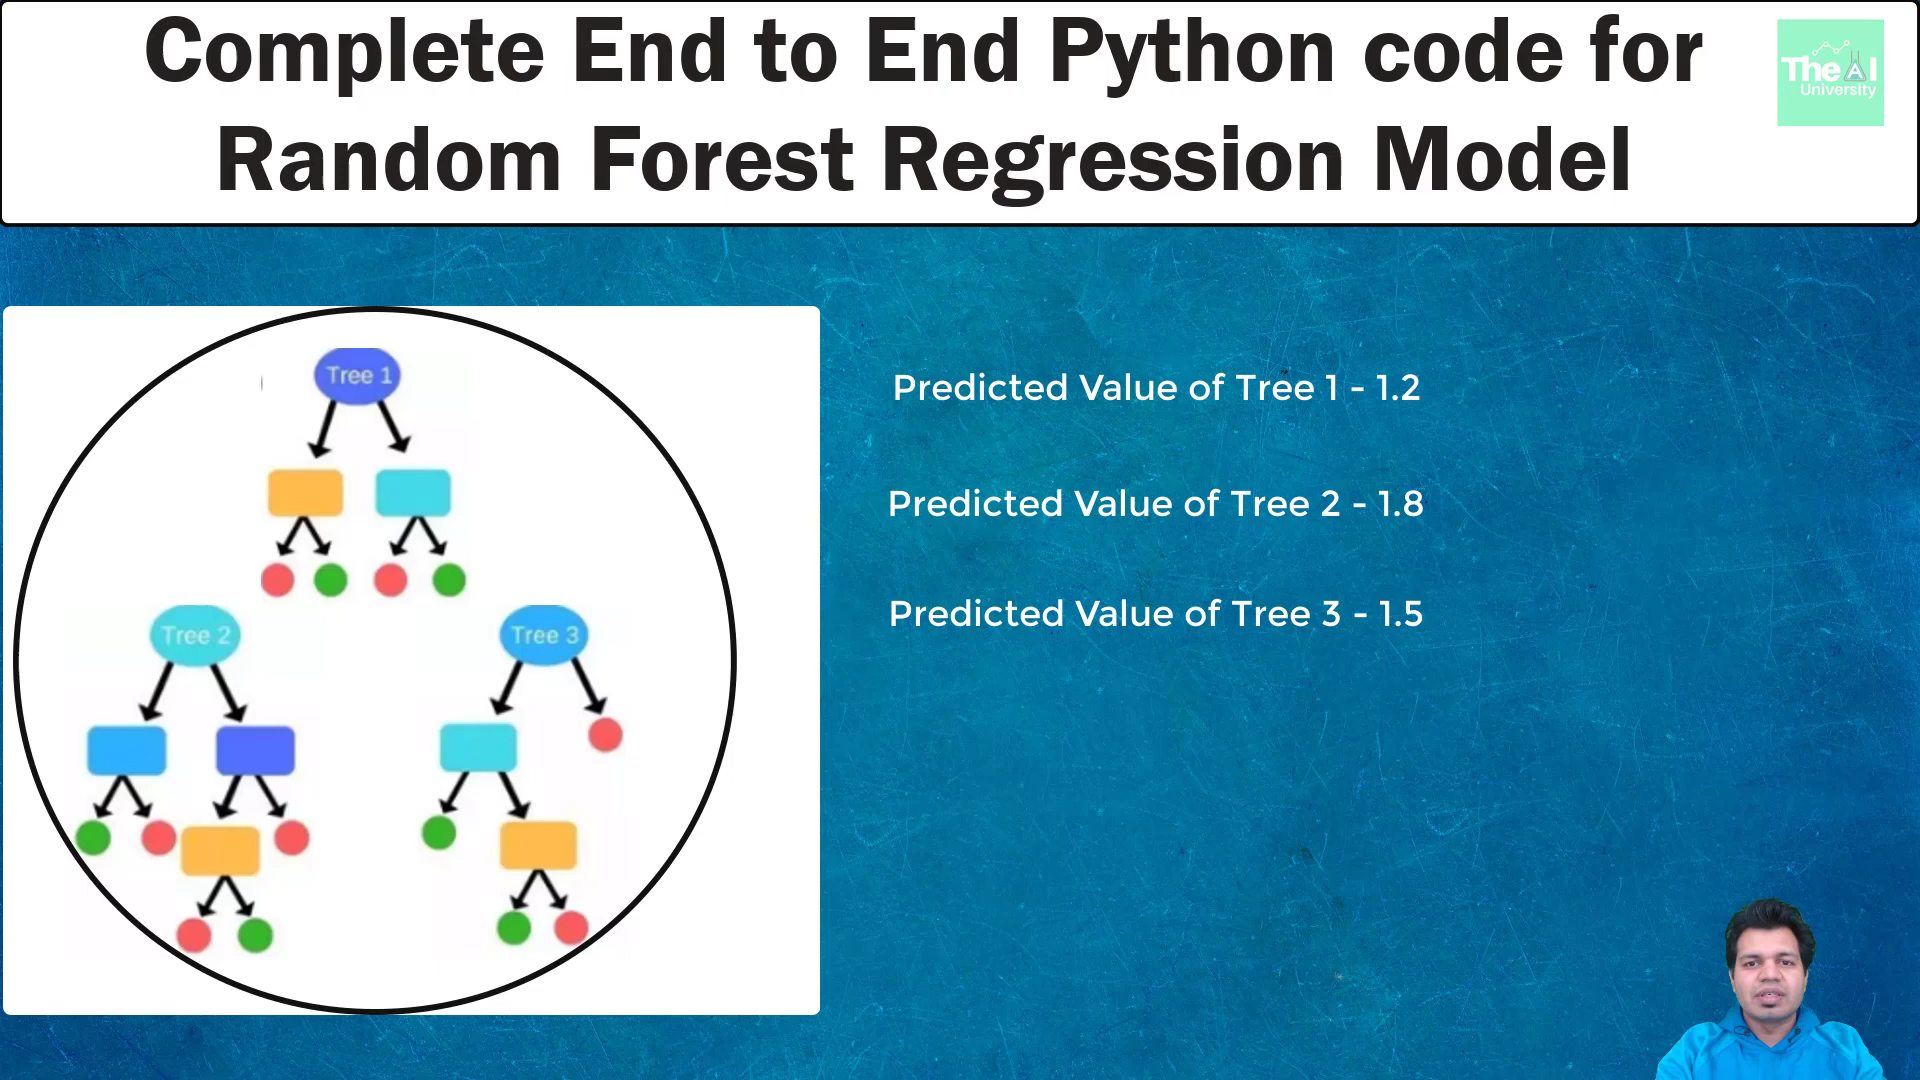 Complete End to End Python code for
Random Forest Regression Model
The AI
University
Tree 1
Tree 2
Tree 3
Predicted Value of Tree 1 - 1.2
Predicted Value of Tree 2 - 1.8
Predicted Value of Tree 3 - 1.5